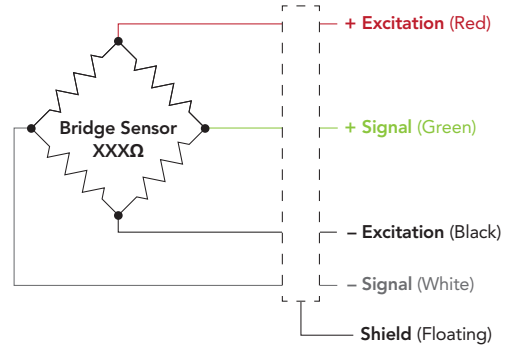 + Excitation (Red)
Bridge Sensor
XXXΩ
+ Signal (Green)
– Excitation (Black)
– Signal (White)
Shield (Floating)